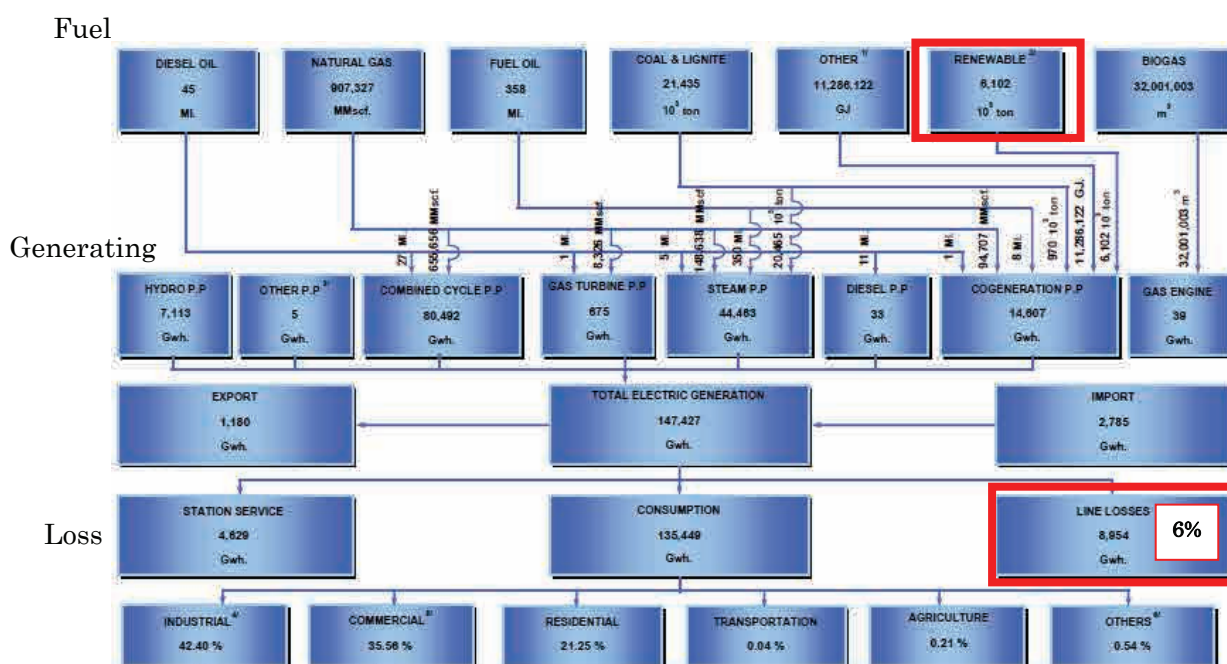 Fuel
DIESEL OIL
45
Ml.
NATURAL GAS
907,327
MMscf.
FUEL OIL
358
Ml.
COAL & LIGNITE
21,435
10³ ton
OTHER ¹/
11,286,122
GJ
RENEWABLE ²/
6,102
10³ ton
BIOGAS
32,001,003
m³
27 Ml.
655,656 MMscf.
1 Ml.
8,326 MMscf.
5 Ml.
148,638 MMscf
350 Ml.
20,465 10³ ton
11 Ml.
1 Ml.
94,707 MMscf.
8 Ml.
970 10³ ton
11,286,122 GJ.
6,102 10³ ton
32,001,003 m³
Generating
HYDRO P.P
7,113
Gwh.
OTHER P.P ³/
5
Gwh.
COMBINED CYCLE P.P
80,492
Gwh.
GAS TURBINE P.P
675
Gwh.
STEAM P.P
44,463
Gwh.
DIESEL P.P
33
Gwh.
COGENERATION P.P
14,607
Gwh.
GAS ENGINE
39
Gwh.
EXPORT
1,180
Gwh.
TOTAL ELECTRIC GENERATION
147,427
Gwh.
IMPORT
2,785
Gwh.
Loss
STATION SERVICE
4,629
Gwh.
CONSUMPTION
135,449
Gwh.
LINE LOSSES
8,954
Gwh.
6%
INDUSTRIAL ⁴/
42.40 %
COMMERCIAL ⁵/
35.56 %
RESIDENTIAL
21.25 %
TRANSPORTATION
0.04 %
AGRICULTURE
0.21 %
OTHERS ⁶/
0.54 %